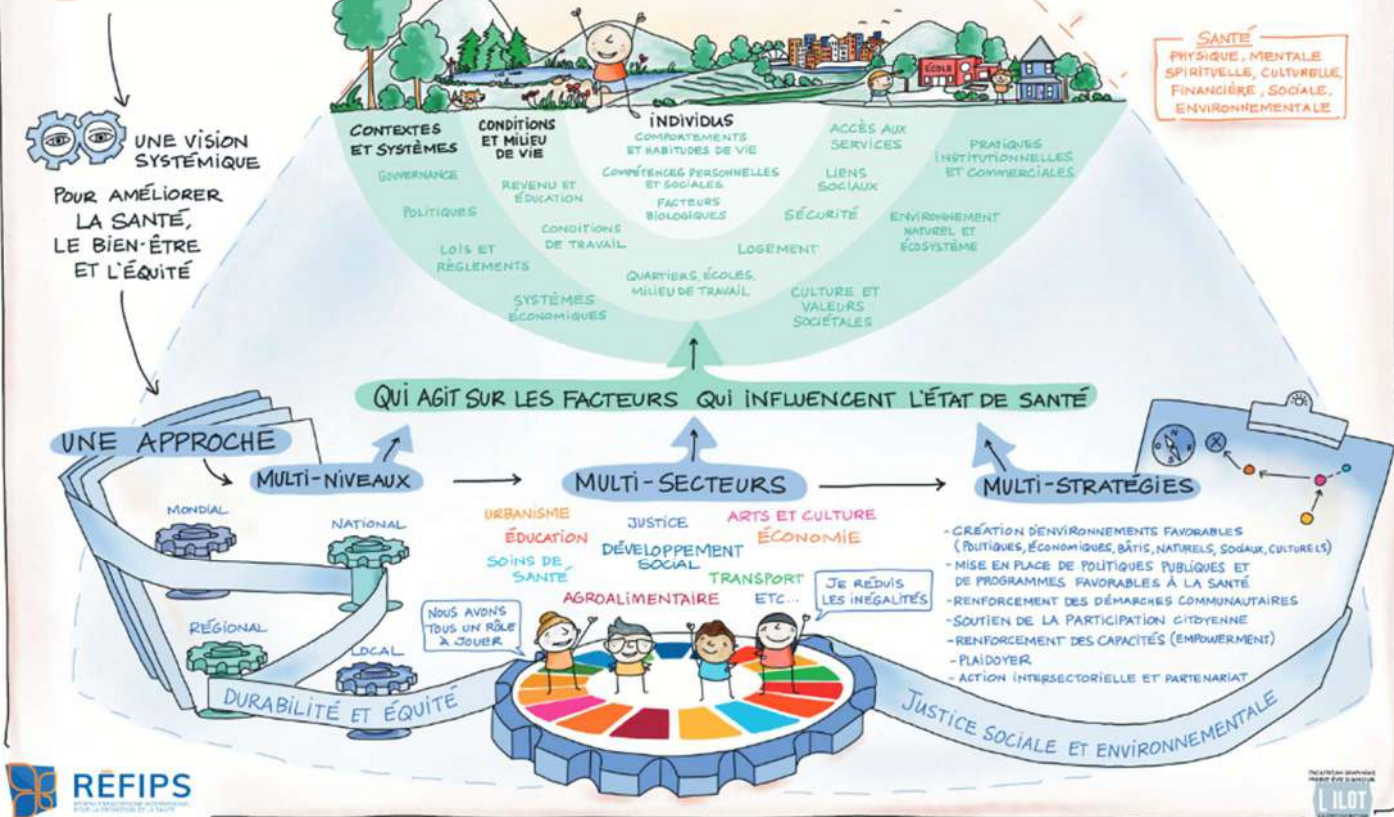 SANTÉ
PHYSIQUE, MENTALE
SPIRITUELLE, CULTURELLE,
FINANCIÈRE, SOCIALE,
ENVIRONNEMENTALE
ÉCOLE
UNE VISION
SYSTÉMIQUE
POUR AMÉLIORER
LA SANTÉ,
LE BIEN-ÊTRE
ET L'ÉQUITÉ
CONTEXTES
ET SYSTÈMES
GOUVERNANCE
POLITIQUES
LOIS ET
RÈGLEMENTS
SYSTÈMES
ÉCONOMIQUES
CONDITIONS
ET MILIEU
DE VIE
REVENU ET
ÉDUCATION
CONDITIONS
DE TRAVAIL
QUARTIERS, ÉCOLES,
MILIEU DE TRAVAIL
INDIVIDUS
COMPORTEMENTS
ET HABITUDES DE VIE
COMPÉTENCES PERSONNELLES
ET SOCIALES
FACTEURS
BIOLOGIQUES
ACCÈS AUX
SERVICES
LIENS
SOCIAUX
SÉCURITÉ
LOGEMENT
PRATIQUES
INSTITUTIONNELLES
ET COMMERCIALES
ENVIRONNEMENT
NATUREL ET
ÉCOSYSTÈME
CULTURE ET
VALEURS
SOCIÉTALES
QUI AGIT SUR LES FACTEURS QUI INFLUENCENT L'ÉTAT DE SANTÉ
UNE APPROCHE
MULTI-NIVEAUX
MONDIAL
NATIONAL
RÉGIONAL
LOCAL
MULTI-SECTEURS
URBANISME
JUSTICE
ARTS ET CULTURE
ÉDUCATION
ÉCONOMIE
SOINS DE
SANTÉ
DÉVELOPPEMENT
SOCIAL
TRANSPORT
AGROALIMENTAIRE
ETC...
NOUS AVONS
TOUS UN RÔLE
À JOUER
JE RÉDUIS
LES INÉGALITÉS
MULTI-STRATÉGIES
N
E
S
O
- CRÉATION D'ENVIRONNEMENTS FAVORABLES
(POLITIQUES, ÉCONOMIQUES, BÂTIS, NATURELS, SOCIAUX, CULTURELS)
- MISE EN PLACE DE POLITIQUES PUBLIQUES ET
DE PROGRAMMES FAVORABLES À LA SANTÉ
- RENFORCEMENT DES DÉMARCHES COMMUNAUTAIRES
- SOUTIEN DE LA PARTICIPATION CITOYENNE
- RENFORCEMENT DES CAPACITÉS (EMPOWERMENT)
- PLAIDOYER
- ACTION INTERSECTORIELLE ET PARTENARIAT
DURABILITÉ ET ÉQUITÉ
JUSTICE SOCIALE ET ENVIRONNEMENTALE
RÉFIPS
RÉSEAU FRANCOPHONE INTERNATIONAL
POUR LA PROMOTION DE LA SANTÉ
L'ILOT